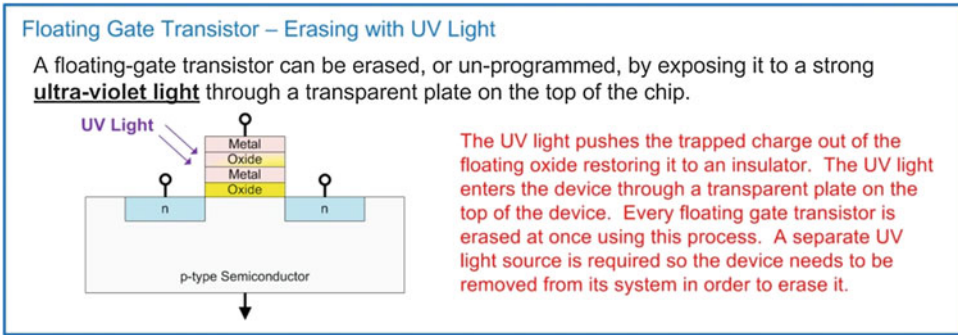 Floating Gate Transistor – Erasing with UV Light
A floating-gate transistor can be erased, or un-programmed, by exposing it to a strong
ultra-violet light through a transparent plate on the top of the chip.
UV Light
Metal
Oxide
Metal
Oxide
n
n
p-type Semiconductor
The UV light pushes the trapped charge out of the
floating oxide restoring it to an insulator. The UV light
enters the device through a transparent plate on the
top of the device. Every floating gate transistor is
erased at once using this process. A separate UV
light source is required so the device needs to be
removed from its system in order to erase it.